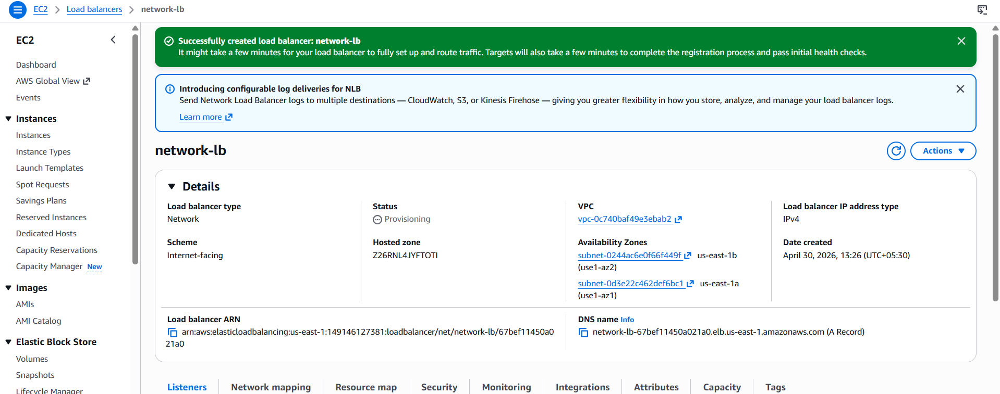 EC2 > Load balancers > network-lb
EC2
Dashboard
AWS Global View
Events
Instances
Instances
Instance Types
Launch Templates
Spot Requests
Savings Plans
Reserved Instances
Dedicated Hosts
Capacity Reservations
Capacity Manager New
Images
AMIs
AMI Catalog
Elastic Block Store
Volumes
Snapshots
Lifecycle Manager
Successfully created load balancer: network-lb
It might take a few minutes for your load balancer to fully set up and route traffic. Targets will also take a few minutes to complete the registration process and pass initial health checks.
Introducing configurable log deliveries for NLB
Send Network Load Balancer logs to multiple destinations — CloudWatch, S3, or Kinesis Firehose — giving you greater flexibility in how you store, analyze, and manage your load balancer logs.
Learn more
network-lb
Actions
Details
Load balancer type
Network
Status
Provisioning
VPC
vpc-0c740baf49e3ebab2
Load balancer IP address type
IPv4
Scheme
Internet-facing
Hosted zone
Z26RNL4JYFTOTI
Availability Zones
subnet-0244ac6e0f66f449f us-east-1b
(use1-az2)
subnet-0d3e22c462def6bc1 us-east-1a
(use1-az1)
Date created
April 30, 2026, 13:26 (UTC+05:30)
Load balancer ARN
arn:aws:elasticloadbalancing:us-east-1:149146127381:loadbalancer/net/network-lb/67bef11450a0
21a0
DNS name Info
network-lb-67bef11450a021a0.elb.us-east-1.amazonaws.com (A Record)
Listeners
Network mapping
Resource map
Security
Monitoring
Integrations
Attributes
Capacity
Tags